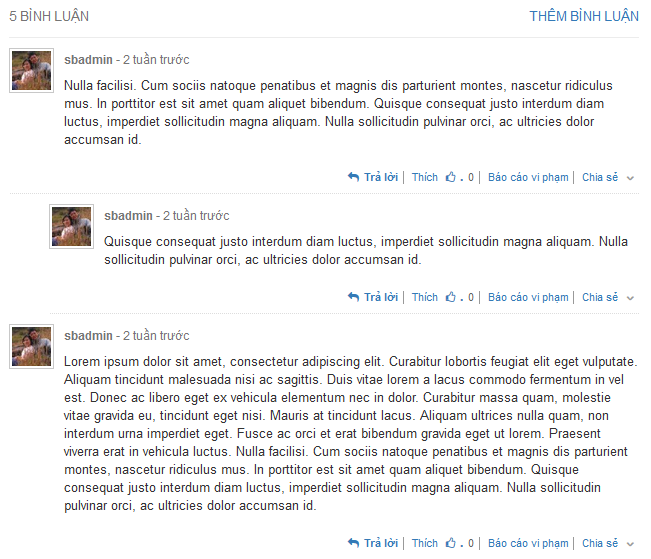 5 BÌNH LUẬN THÊM BÌNH LUẬN
sbadmin - 2 tuần trước
Nulla facilisi. Cum sociis natoque penatibus et magnis dis parturient montes, nascetur ridiculus
mus. In porttitor est sit amet quam aliquet bibendum. Quisque consequat justo interdum diam
luctus, imperdiet sollicitudin magna aliquam. Nulla sollicitudin pulvinar orci, ac ultricies dolor
accumsan id.
Trả lời | Thích . 0 | Báo cáo vi phạm | Chia sẻ
sbadmin - 2 tuần trước
Quisque consequat justo interdum diam luctus, imperdiet sollicitudin magna aliquam. Nulla
sollicitudin pulvinar orci, ac ultricies dolor accumsan id.
Trả lời | Thích . 0 | Báo cáo vi phạm | Chia sẻ
sbadmin - 2 tuần trước
Lorem ipsum dolor sit amet, consectetur adipiscing elit. Curabitur lobortis feugiat elit eget vulputate.
Aliquam tincidunt malesuada nisi ac sagittis. Duis vitae lorem a lacus commodo fermentum in vel
est. Donec ac libero eget ex vehicula elementum nec in dolor. Curabitur massa quam, molestie
vitae gravida eu, tincidunt eget nisi. Mauris at tincidunt lacus. Aliquam ultrices nulla quam, non
interdum urna imperdiet eget. Fusce ac orci et erat bibendum gravida eget ut lorem. Praesent
viverra erat in vehicula luctus. Nulla facilisi. Cum sociis natoque penatibus et magnis dis parturient
montes, nascetur ridiculus mus. In porttitor est sit amet quam aliquet bibendum. Quisque
consequat justo interdum diam luctus, imperdiet sollicitudin magna aliquam. Nulla sollicitudin
pulvinar orci, ac ultricies dolor accumsan id.
Trả lời | Thích . 0 | Báo cáo vi phạm | Chia sẻ